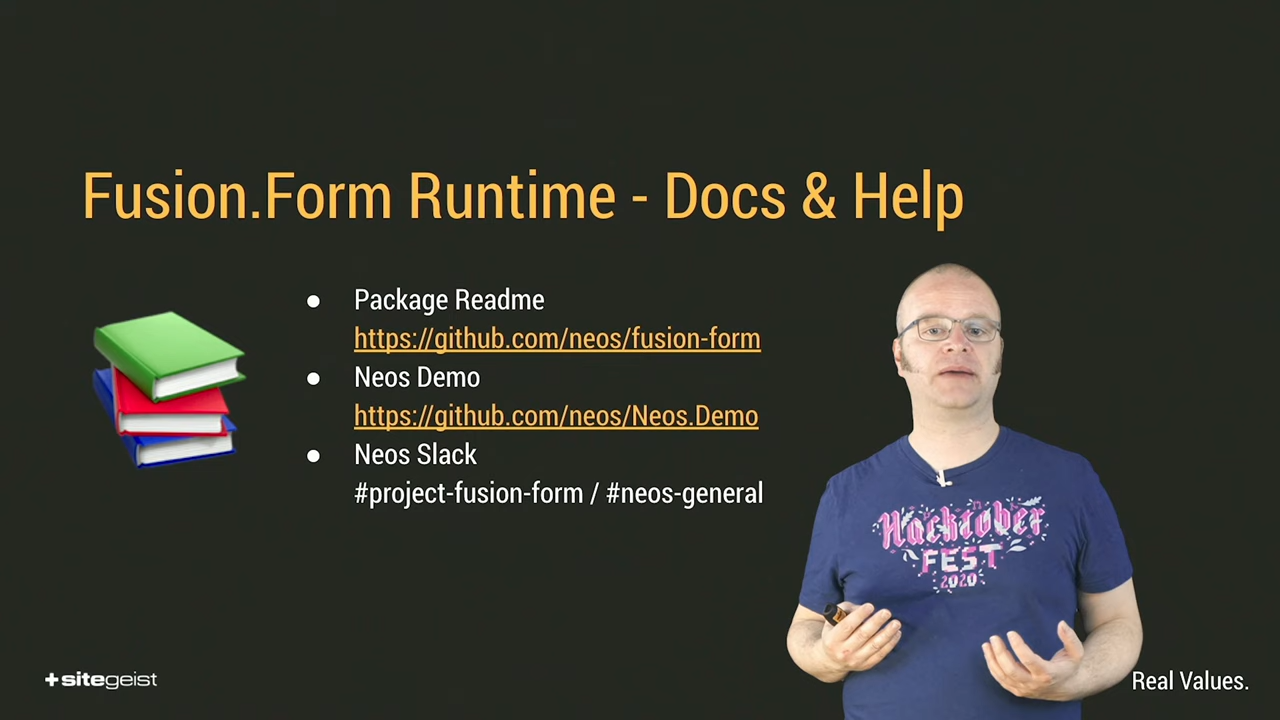 Fusion.Form Runtime - Docs & Help
● Package Readme
https://github.com/neos/fusion-form
● Neos Demo
https://github.com/neos/Neos.Demo
● Neos Slack
#project-fusion-form / #neos-general
Hacktober
FEST
2020
+sitegeist
Real Values.